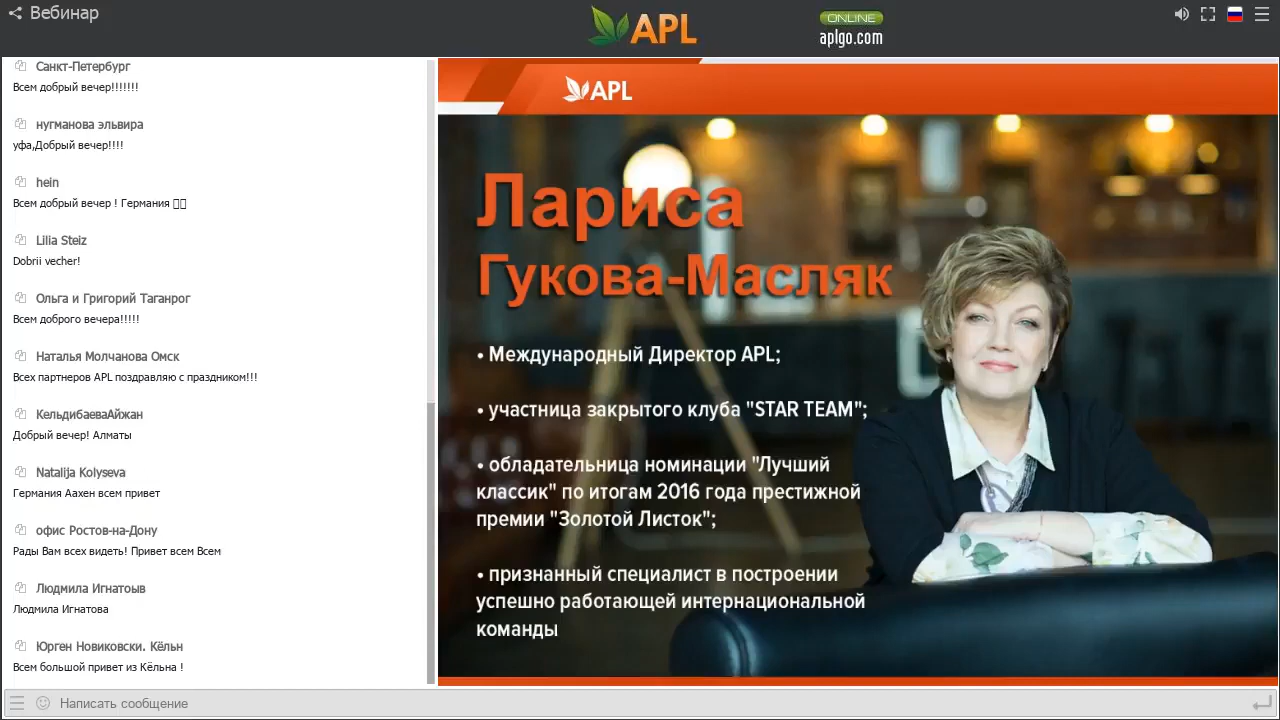 Вебинар
APL
ONLINE
aplgo.com
Санкт-Петербург
Всем добрый вечер!!!!!!!
нугманова эльвира
уфа,Добрый вечер!!!!
hein
Всем добрый вечер ! Германия
Lilia Steiz
Dobrii vecher!
Ольга и Григорий Таганрог
Всем доброго вечера!!!!!
Наталья Молчанова Омск
Всех партнеров APL поздравляю с праздником!!!
КельдибаеваАйжан
Добрый вечер! Алматы
Natalija Kolyseva
Германия Аахен всем привет
офис Ростов-на-Дону
Рады Вам всех видеть! Привет всем Всем
Людмила Игнатоыв
Людмила Игнатова
Юрген Новиковски. Кёльн
Всем большой привет из Кёльна !
Написать сообщение
APL
Лариса
Гукова-Масляк
• Международный Директор APL;
• участница закрытого клуба "STAR TEAM";
• обладательница номинации "Лучший
классик" по итогам 2016 года престижной
премии "Золотой Листок";
• признанный специалист в построении
успешно работающей интернациональной
команды